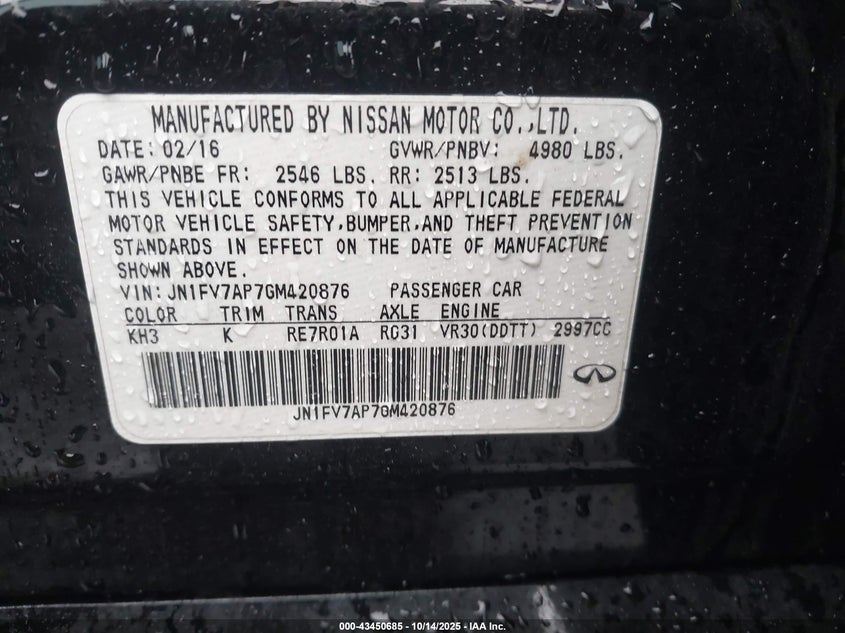 MANUFACTURED BY NISSAN MOTOR CO.,LTD.
DATE: 02/16 GVWR/PNBV: 4980 LBS.
GAWR/PNBE FR: 2546 LBS. RR: 2513 LBS.
THIS VEHICLE CONFORMS TO ALL APPLICABLE FEDERAL
MOTOR VEHICLE SAFETY, BUMPER, AND THEFT PREVENTION
STANDARDS IN EFFECT ON THE DATE OF MANUFACTURE
SHOWN ABOVE.
VIN: JN1FV7AP7GM420876 PASSENGER CAR
COLOR TRIM TRANS AXLE ENGINE
KH3 K RE7R01A RG31 VR30(DDTT) 2997CC
JN1FV7AP7GM420876
000-43450685 - 10/14/2025 - IAA Inc.